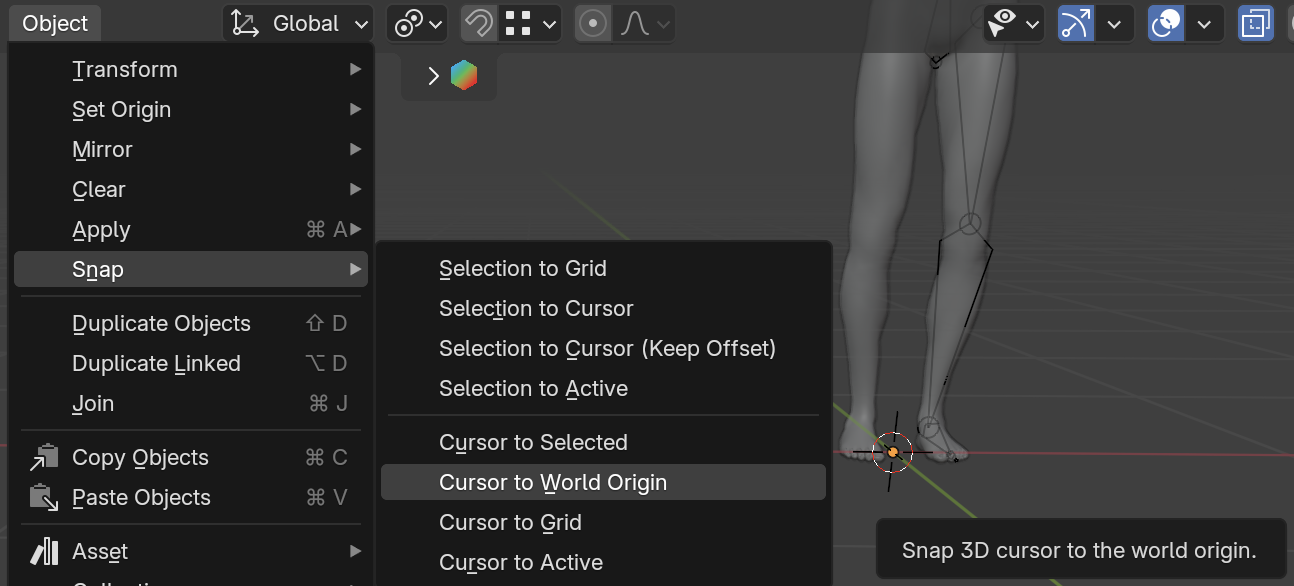 Object
Global
Transform
Set Origin
Mirror
Clear
Apply ⌘ A
Snap
Duplicate Objects ⇧ D
Duplicate Linked ⌥ D
Join ⌘ J
Copy Objects ⌘ C
Paste Objects ⌘ V
Asset
Selection to Grid
Selection to Cursor
Selection to Cursor (Keep Offset)
Selection to Active
Cursor to Selected
Cursor to World Origin
Cursor to Grid
Cursor to Active
Snap 3D cursor to the world origin.